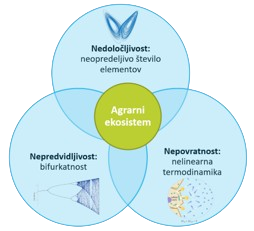 Nedoločljivost:
neopredeljivo število
elementov
Agrarni
ekosistem
Nepredvidljivost:
bifurkatnost
Nepovratnost:
nelinearna
termodinamika